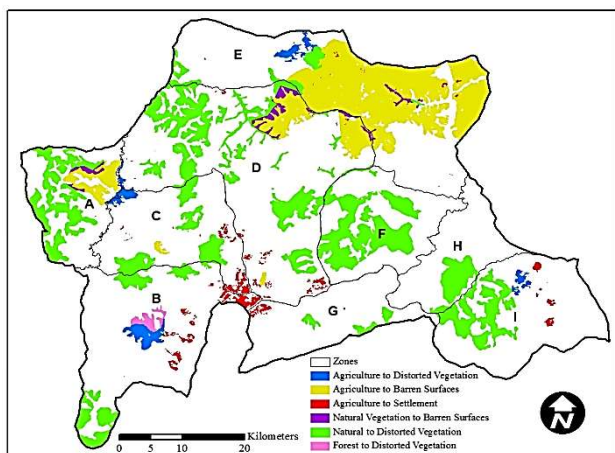 E
D
A
C
F
H
B
I
G
Zones
Agriculture to Distorted Vegetation
Agriculture to Barren Surfaces
Agriculture to Settlement
Natural Vegetation to Barren Surfaces
Natural to Distorted Vegetation
Forest to Distorted Vegetation
Kilometers
0 5 10 20
N